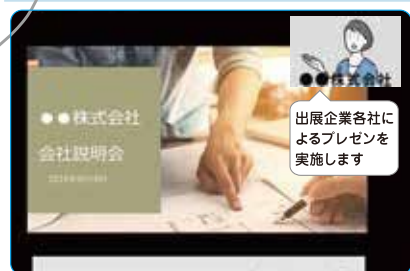 ●●株式会社
●●株式会社
会社説明会
出展企業各社に
よるプレゼンを
実施します